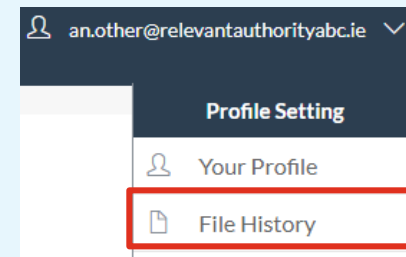 an.other@relevantauthorityabc.ie
Profile Setting
Your Profile
File History